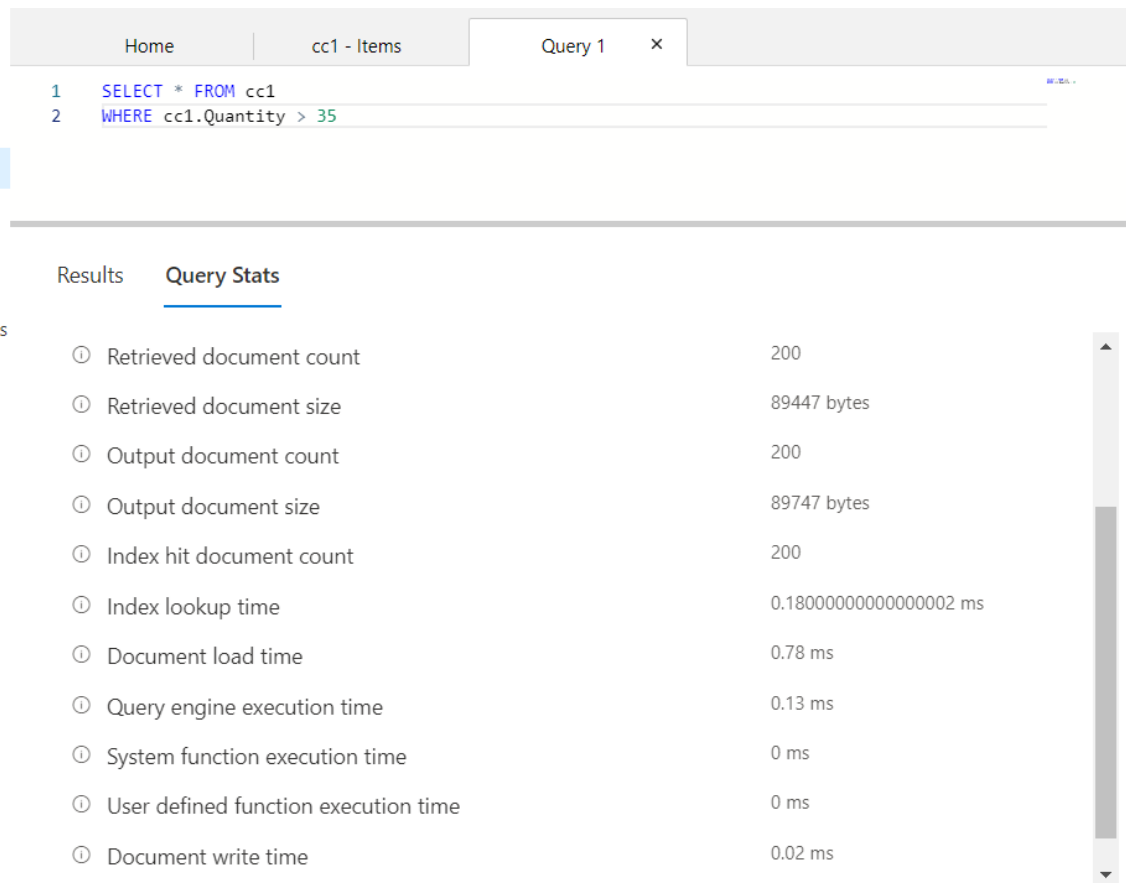 Home cc1 - Items Query 1 ✕
1 SELECT * FROM cc1
2 WHERE cc1.Quantity > 35
Results Query Stats
s
Retrieved document count 200
Retrieved document size 89447 bytes
Output document count 200
Output document size 89747 bytes
Index hit document count 200
Index lookup time 0.18000000000000002 ms
Document load time 0.78 ms
Query engine execution time 0.13 ms
System function execution time 0 ms
User defined function execution time 0 ms
Document write time 0.02 ms